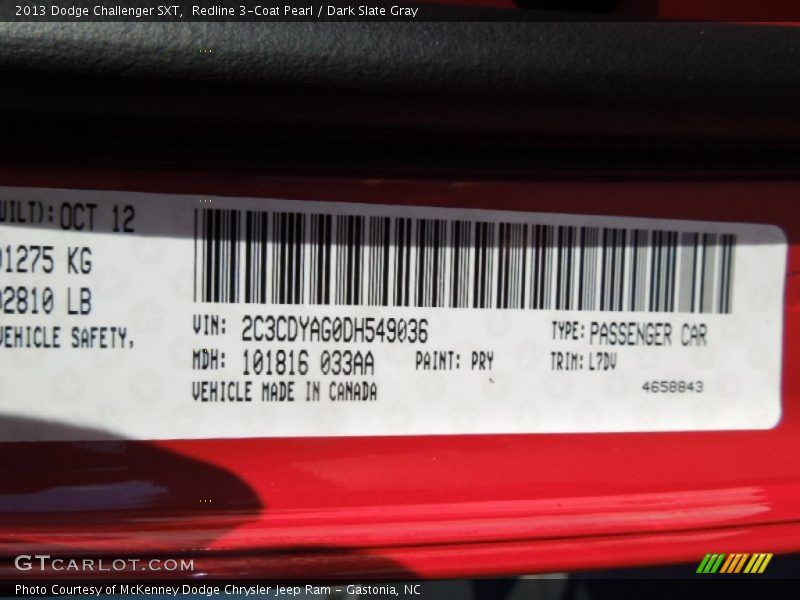 2013 Dodge Challenger SXT, Redline 3-Coat Pearl / Dark Slate Gray
UILT): OCT 12
01275 KG
02810 LB
VEHICLE SAFETY,
VIN: 2C3CDYAG0DH549036 TYPE: PASSENGER CAR
MDH: 101816 033AA PAINT: PRY TRIM: L7DV
VEHICLE MADE IN CANADA 4658843
GTCARLOT.COM
Photo Courtesy of McKenney Dodge Chrysler Jeep Ram - Gastonia, NC